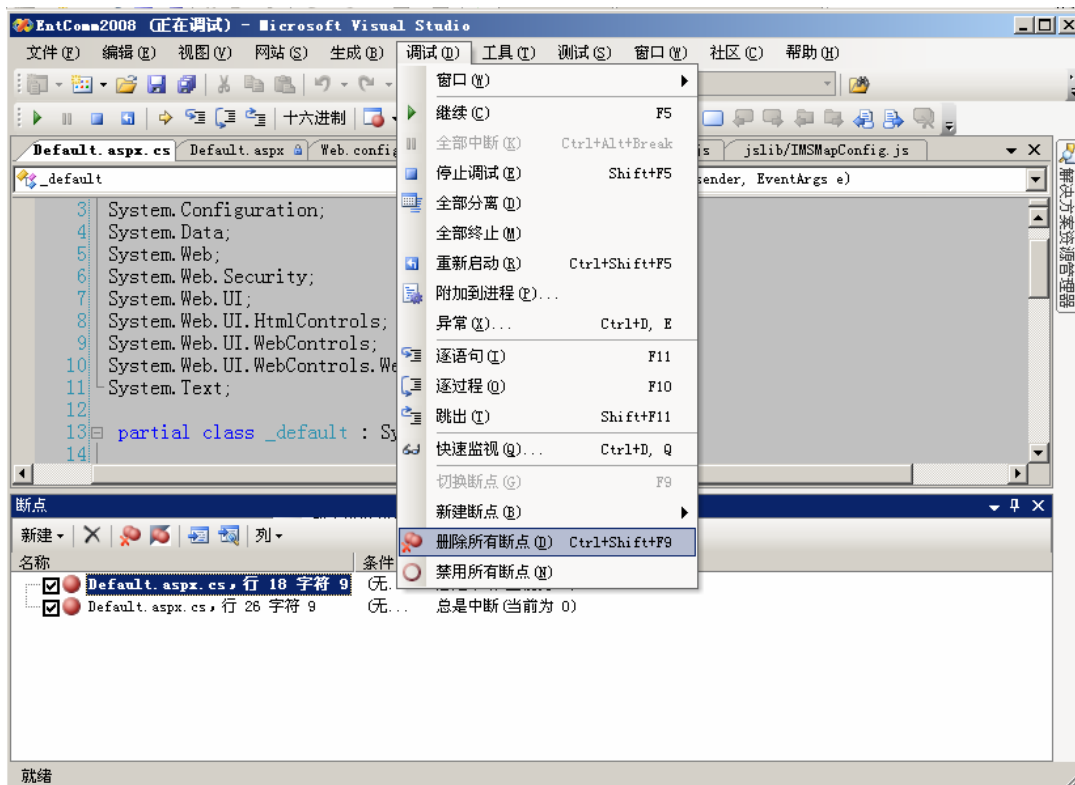 EntComm2008 (正在调试) - Microsoft Visual Studio
文件(F) 编辑(E) 视图(V) 网站(S) 生成(B) 调试(D) 工具(T) 测试(S) 窗口(W) 社区(C) 帮助(H)
十六进制
Default.aspx.cs Default.aspx Web.config jslib/IMSMapConfig.js
_default sender, EventArgs e)
3 System.Configuration;
4 System.Data;
5 System.Web;
6 System.Web.Security;
7 System.Web.UI;
8 System.Web.UI.HtmlControls;
9 System.Web.UI.WebControls;
10 System.Web.UI.WebControls.We
11 System.Text;
12
13 partial class _default : Sy
14
窗口(W)
继续(C) F5
全部中断(K) Ctrl+Alt+Break
停止调试(E) Shift+F5
全部分离(D)
全部终止(M)
重新启动(R) Ctrl+Shift+F5
附加到进程(P)...
异常(X)... Ctrl+D, E
逐语句(I) F11
逐过程(O) F10
跳出(T) Shift+F11
快速监视(Q)... Ctrl+D, Q
切换断点(G) F9
新建断点(B)
删除所有断点(D) Ctrl+Shift+F9
禁用所有断点(N)
解决方案资源管理器
断点
新建 列
名称 条件
Default.aspx.cs,行 18 字符 9 (无...
Default.aspx.cs,行 26 字符 9 (无... 总是中断(当前为 0)
就绪